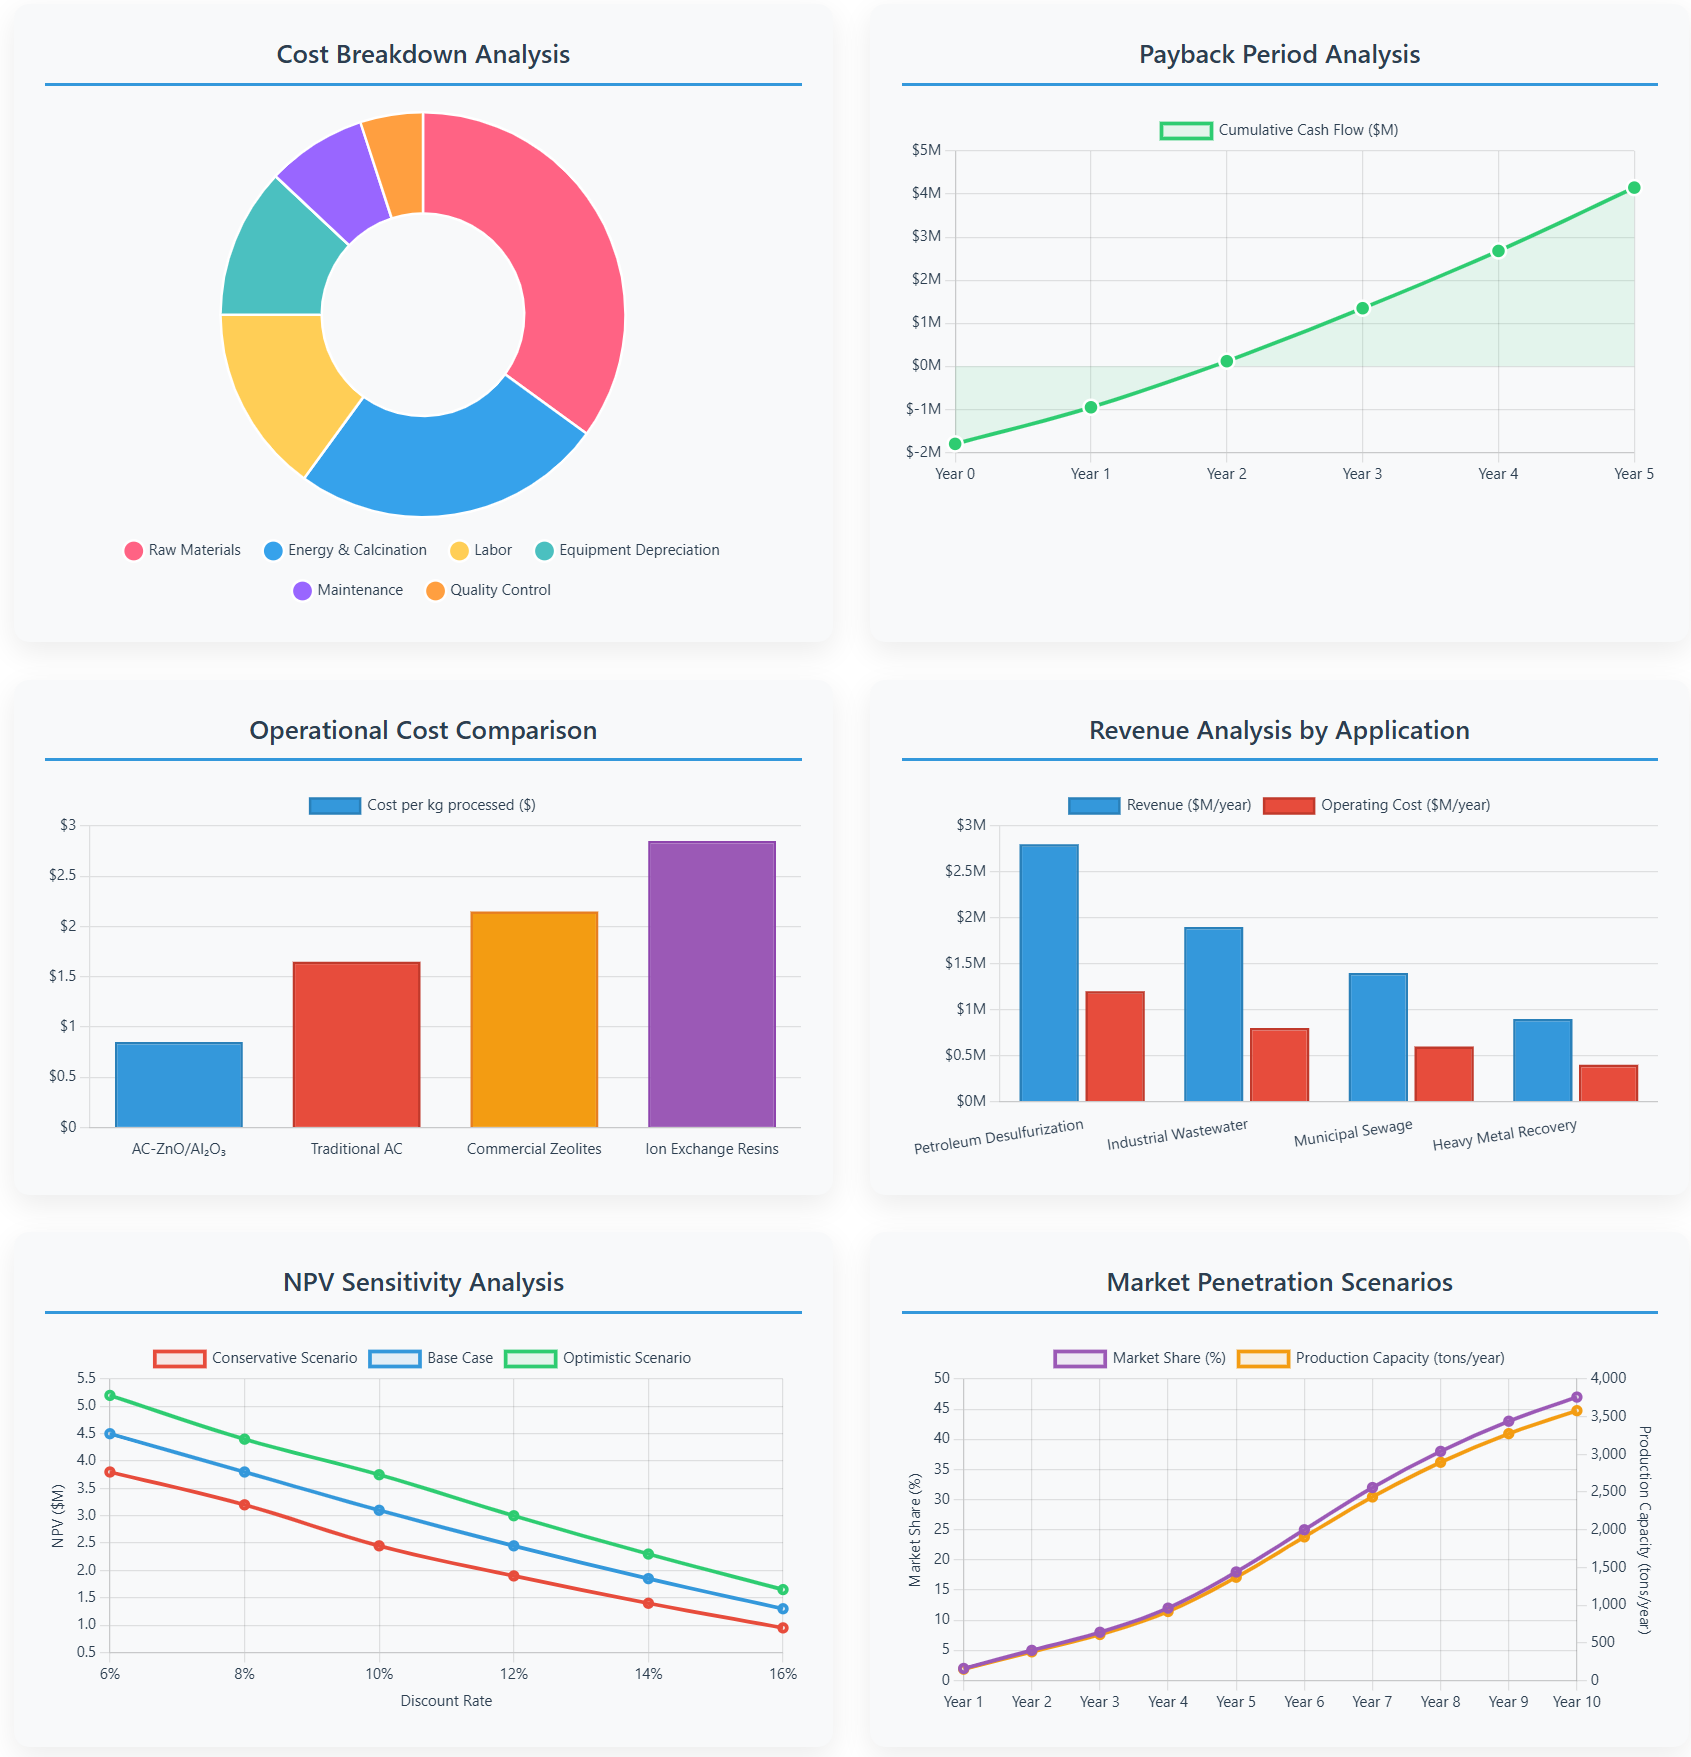 Cost Breakdown Analysis
Raw Materials
Energy & Calcination
Labor
Equipment Depreciation
Maintenance
Quality Control
Payback Period Analysis
Cumulative Cash Flow ($M)
$5M
$4M
$3M
$2M
$1M
$0M
$-1M
$-2M
Year 0
Year 1
Year 2
Year 3
Year 4
Year 5
Operational Cost Comparison
Cost per kg processed ($)
$3
$2.5
$2
$1.5
$1
$0.5
$0
AC-ZnO/Al₂O₃
Traditional AC
Commercial Zeolites
Ion Exchange Resins
Revenue Analysis by Application
Revenue ($M/year)
Operating Cost ($M/year)
$3M
$2.5M
$2M
$1.5M
$1M
$0.5M
$0M
Petroleum Desulfurization
Industrial Wastewater
Municipal Sewage
Heavy Metal Recovery
NPV Sensitivity Analysis
Conservative Scenario
Base Case
Optimistic Scenario
NPV ($M)
5.5
5.0
4.5
4.0
3.5
3.0
2.5
2.0
1.5
1.0
0.5
6%
8%
10%
12%
14%
16%
Discount Rate
Market Penetration Scenarios
Market Share (%)
Production Capacity (tons/year)
Market Share (%)
50
45
40
35
30
25
20
15
10
5
0
4,000
3,500
3,000
2,500
2,000
1,500
1,000
500
0
Production Capacity (tons/year)
Year 1
Year 2
Year 3
Year 4
Year 5
Year 6
Year 7
Year 8
Year 9
Year 10